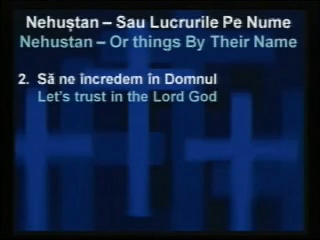 Nehuștan – Sau Lucrurile Pe Nume
Nehustan – Or things By Their Name
2. Să ne încredem în Domnul
Let's trust in the Lord God